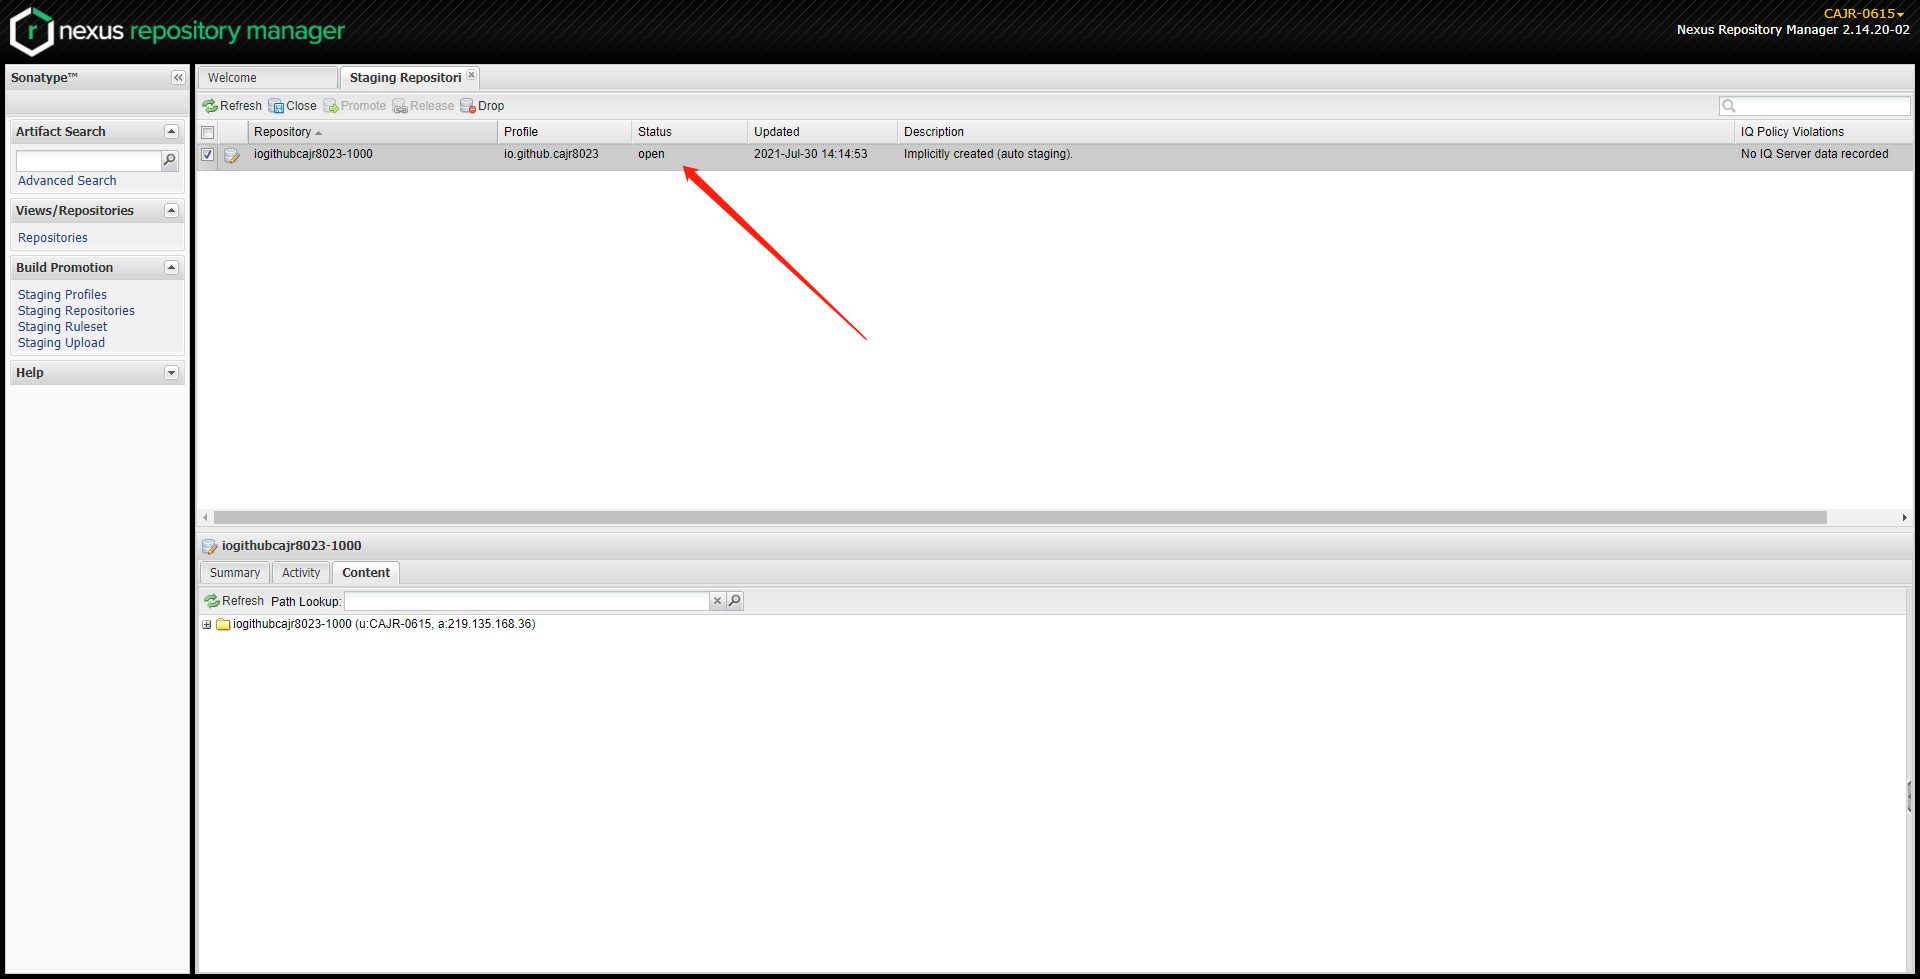 nexus repository manager
CAJR-0615
Nexus Repository Manager 2.14.20-02
Sonatype™
Artifact Search
Advanced Search
Views/Repositories
Repositories
Build Promotion
Staging Profiles
Staging Repositories
Staging Ruleset
Staging Upload
Help
Welcome
Staging Repositori
Refresh Close Promote Release Drop
Repository Profile Status Updated Description IQ Policy Violations
iogithubcajr8023-1000 io.github.cajr8023 open 2021-Jul-30 14:14:53 Implicitly created (auto staging). No IQ Server data recorded
iogithubcajr8023-1000
Summary Activity Content
Refresh Path Lookup:
iogithubcajr8023-1000 (u:CAJR-0615, a:219.135.168.36)